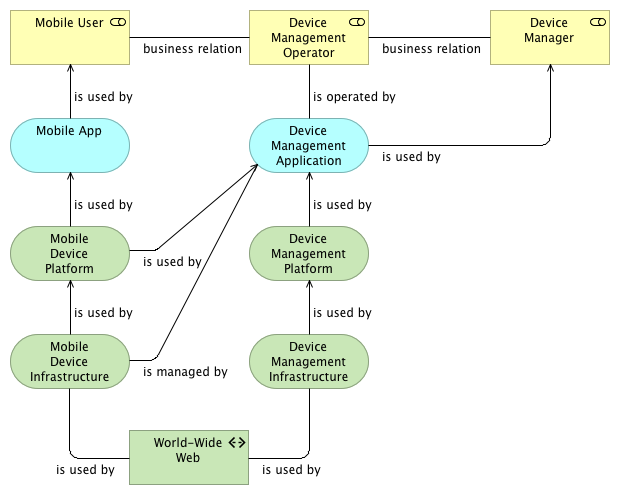 Mobile User
Device
Management
Operator
Device
Manager
business relation
business relation
is used by
is operated by
Mobile App
Device
Management
Application
is used by
is used by
is used by
Mobile
Device
Platform
is used by
Device
Management
Platform
is used by
is used by
Mobile
Device
Infrastructure
is managed by
Device
Management
Infrastructure
World-Wide
Web
is used by
is used by